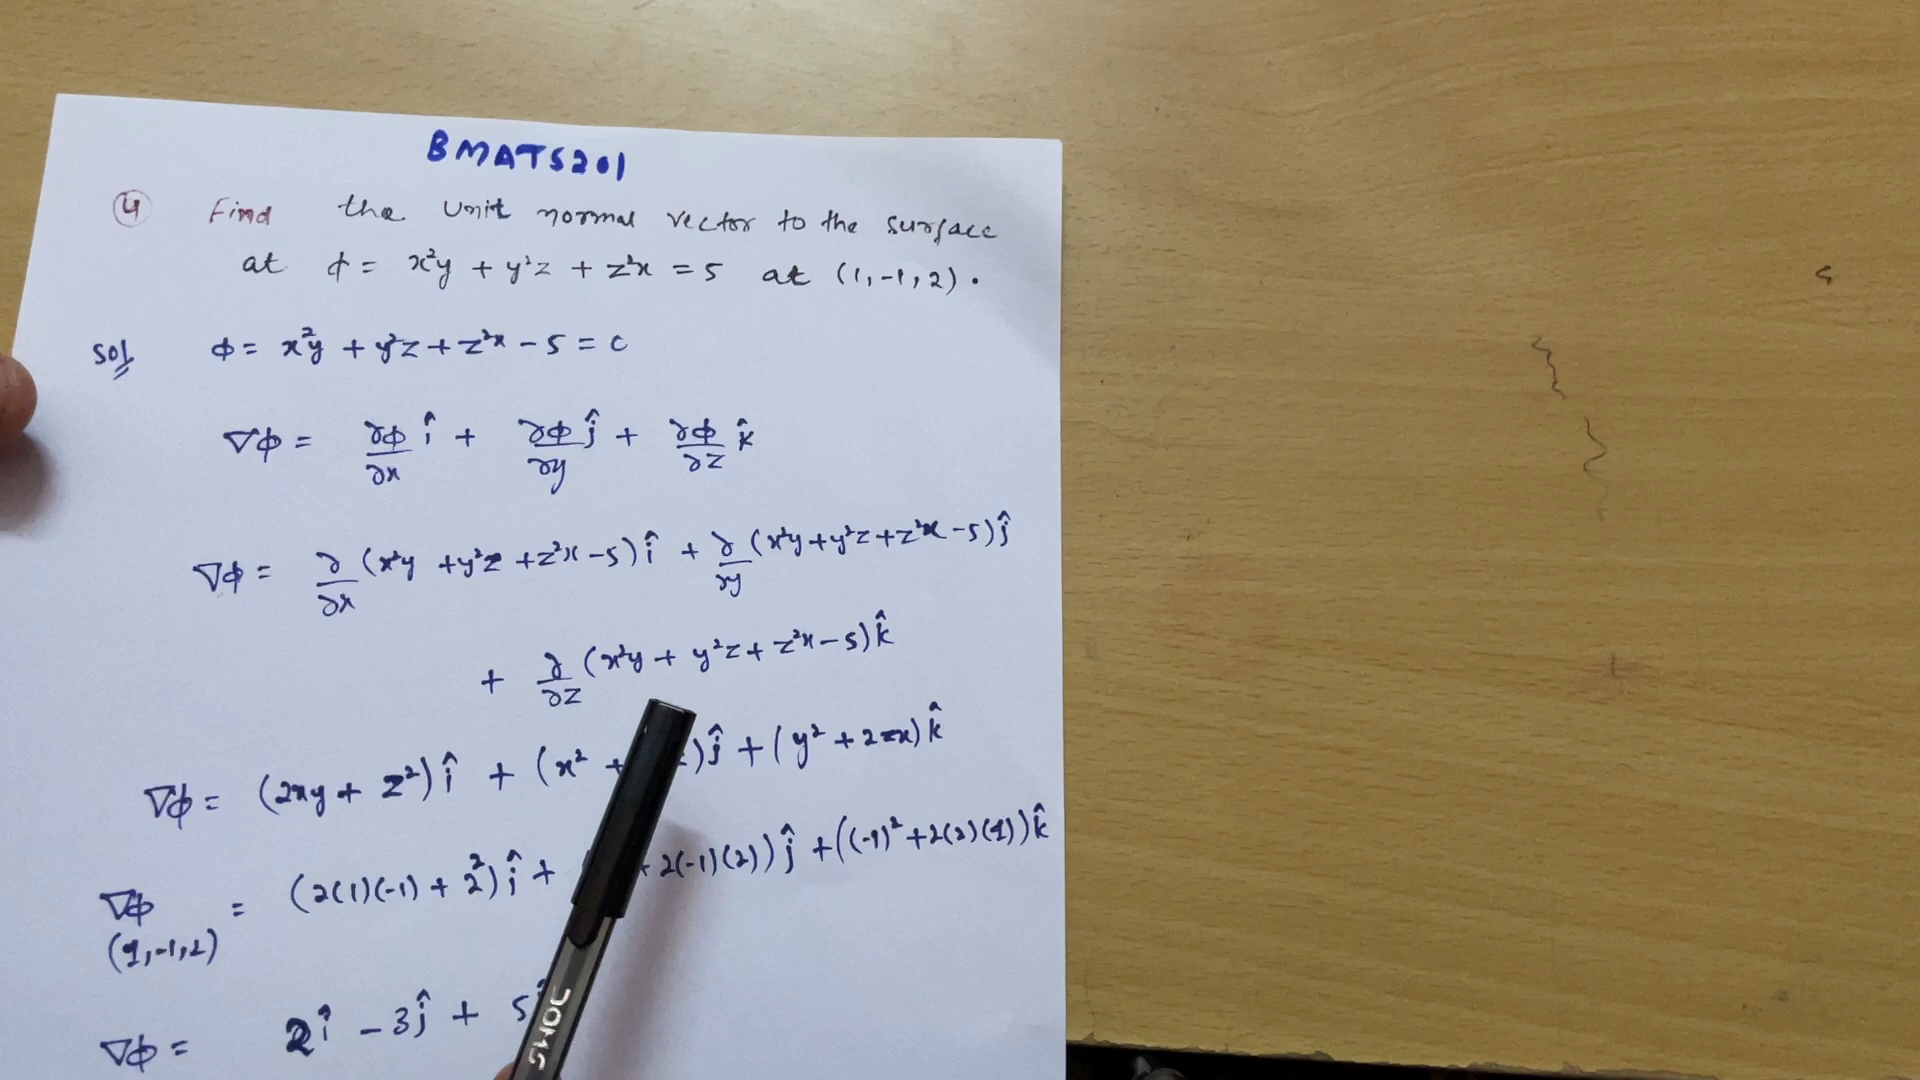 BMATS201
4 Find the unit normal vector to the surface
at ϕ = x²y + y²z + z²x = 5 at (1,-1,2).
Sol ϕ = x²y + y²z + z²x - 5 = c
∇ϕ = ∂ϕ/∂x î + ∂ϕ/∂y ĵ + ∂ϕ/∂z k̂
∇ϕ = ∂/∂x (x²y + y²z + z²x - 5) î + ∂/∂y (x²y + y²z + z²x - 5) ĵ
+ ∂/∂z (x²y + y²z + z²x - 5) k̂
∇ϕ = (2xy + z²) î + (x² + ) ĵ + (y² + 2zx) k̂
∇ϕ (1,-1,2) = (2(1)(-1) + 2²) î + + 2(-1)(2)) ĵ + ((-1)² + 2(2)(1)) k̂
∇ϕ = 2î - 3ĵ + 5
SMOL